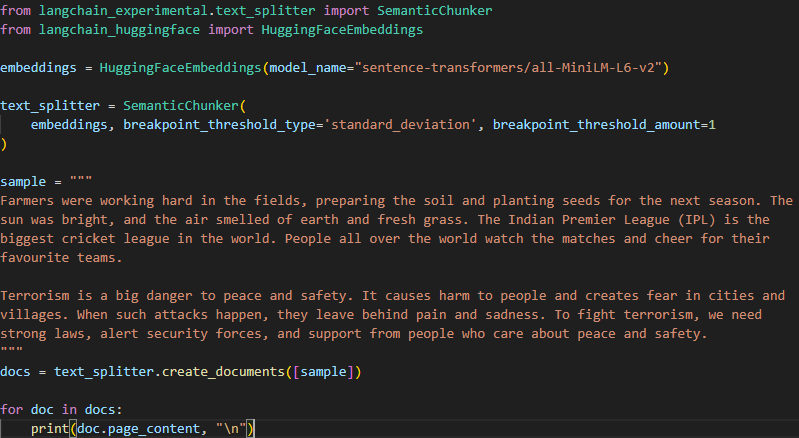 from langchain_experimental.text_splitter import SemanticChunker
from langchain_huggingface import HuggingFaceEmbeddings

embeddings = HuggingFaceEmbeddings(model_name="sentence-transformers/all-MiniLM-L6-v2")

text_splitter = SemanticChunker(
    embeddings, breakpoint_threshold_type='standard_deviation', breakpoint_threshold_amount=1
)

sample = """
Farmers were working hard in the fields, preparing the soil and planting seeds for the next season. The
sun was bright, and the air smelled of earth and fresh grass. The Indian Premier League (IPL) is the
biggest cricket league in the world. People all over the world watch the matches and cheer for their
favourite teams.

Terrorism is a big danger to peace and safety. It causes harm to people and creates fear in cities and
villages. When such attacks happen, they leave behind pain and sadness. To fight terrorism, we need
strong laws, alert security forces, and support from people who care about peace and safety.
"""
docs = text_splitter.create_documents([sample])

for doc in docs:
    print(doc.page_content, "\n")